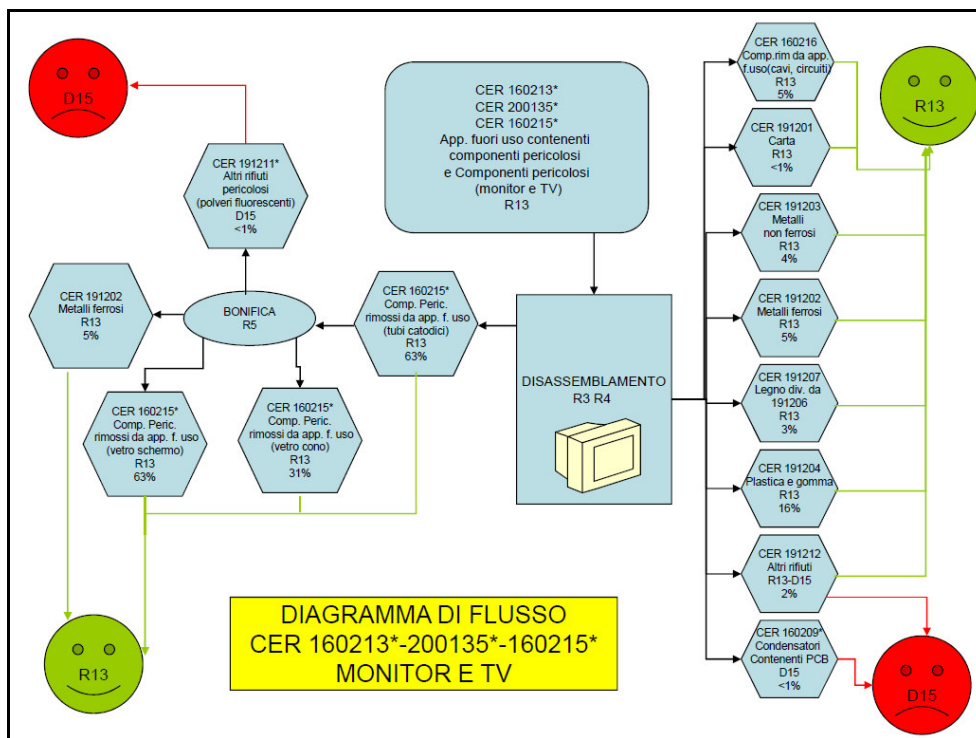 D15
CER 191211*
Altri rifiuti
pericolosi
(polveri fluorescenti)
D15
<1%
CER 160213*
CER 200135*
CER 160215*
App. fuori uso contenenti
componenti pericolosi
e Componenti pericolosi
(monitor e TV)
R13
CER 191202
Metalli ferrosi
R13
5%
BONIFICA
R5
CER 160215*
Comp. Peric.
rimossi da app. f. uso
(tubi catodici)
R13
63%
CER 160215*
Comp. Peric.
rimossi da app. f. uso
(vetro schermo)
R13
63%
CER 160215*
Comp. Peric.
rimossi da app. f. uso
(vetro cono)
R13
31%
DISASSEMBLAMENTO
R3 R4
CER 160216
Comp.rim da app.
f.uso(cavi, circuiti)
R13
5%
R13
CER 191201
Carta
R13
<1%
CER 191203
Metalli
non ferrosi
R13
4%
CER 191202
Metalli ferrosi
R13
5%
CER 191207
Legno div. da
191206
R13
3%
CER 191204
Plastica e gomma
R13
16%
CER 191212
Altri rifiuti
R13-D15
2%
CER 160209*
Condensatori
Contenenti PCB
D15
<1%
D15
R13
DIAGRAMMA DI FLUSSO
CER 160213*-200135*-160215*
MONITOR E TV